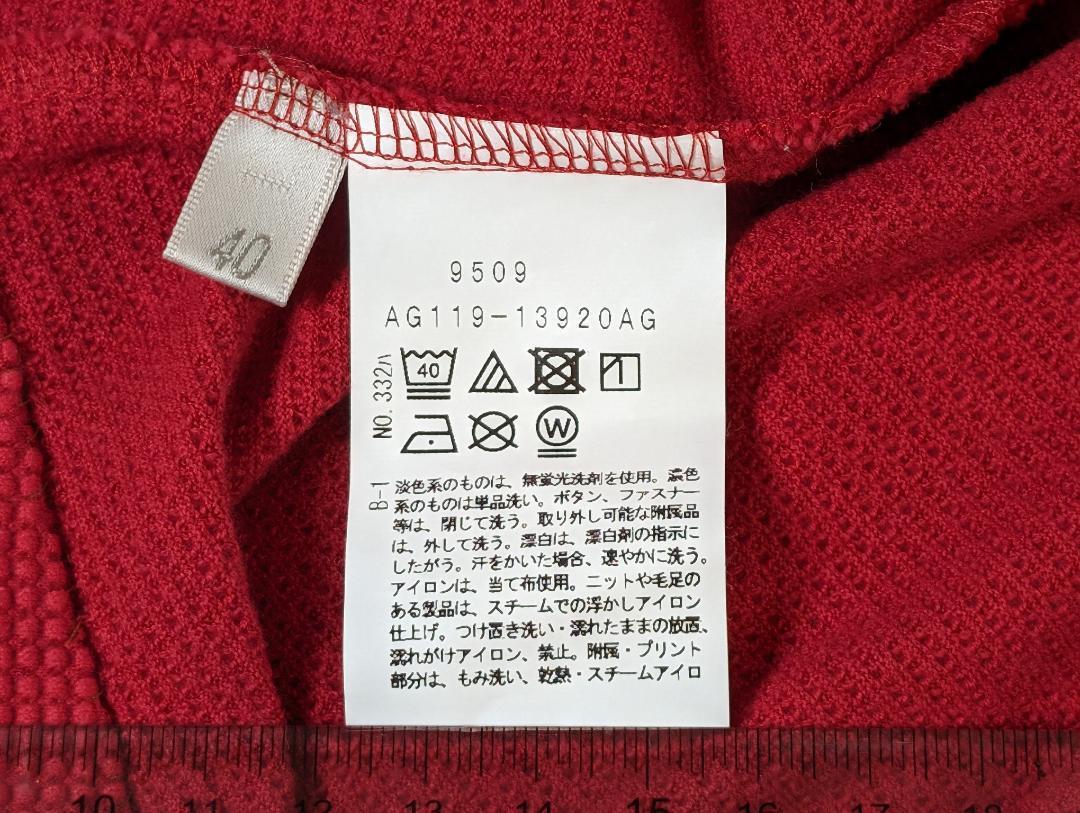 40
9509
AG119-13920AG
NO. 332ハ
40
W
B-1
淡色系のものは、無蛍光洗剤を使用。濃色
系のものは単品洗い。ボタン、ファスナー
等は、閉じて洗う。取り外し可能な附属品
は、外して洗う。漂白は、漂白剤の指示に
したがう。汗をかいた場合、速やかに洗う。
アイロンは、当て布使用。ニットや毛足の
ある製品は、スチームでの浮かしアイロン
仕上げ。つけ置き洗い・濡れたままの放置、
濡れがけアイロン、禁止。附属・プリント
部分は、もみ洗い、乾熱・スチームアイロ
10 11 12 13 14 15 16 17 18